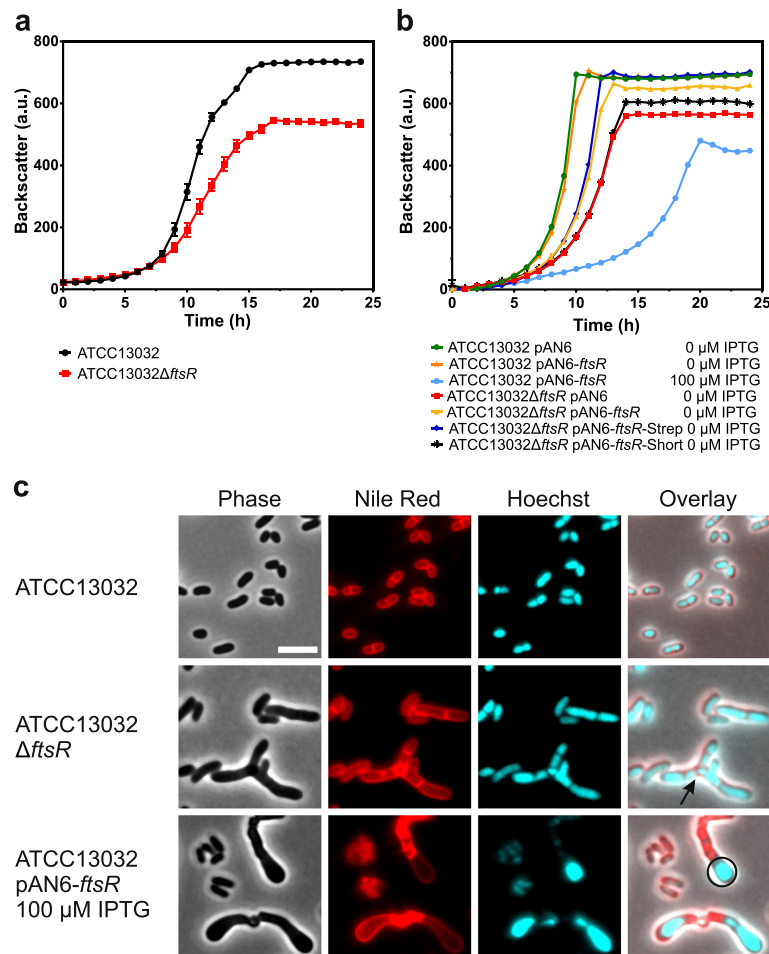 a
b
800
600
400
200
0
Backscatter (a.u.)
0 5 10 15 20 25
Time (h)
ATCC13032
ATCC13032ΔftsR
800
600
400
200
0
Backscatter (a.u.)
0 5 10 15 20 25
Time (h)
ATCC13032 pAN6 0 µM IPTG
ATCC13032 pAN6-ftsR 0 µM IPTG
ATCC13032 pAN6-ftsR 100 µM IPTG
ATCC13032ΔftsR pAN6 0 µM IPTG
ATCC13032ΔftsR pAN6-ftsR 0 µM IPTG
ATCC13032ΔftsR pAN6-ftsR-Strep 0 µM IPTG
ATCC13032ΔftsR pAN6-ftsR-Short 0 µM IPTG
c
Phase Nile Red Hoechst Overlay
ATCC13032
ATCC13032
ΔftsR
ATCC13032
pAN6-ftsR
100 µM IPTG